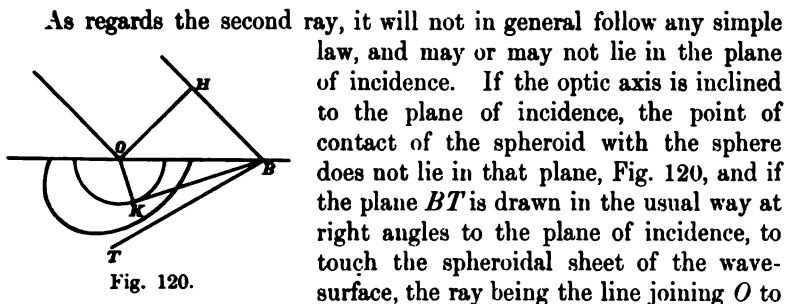 As regards the second ray, it will not in general follow any simple
law, and may or may not lie in the plane
of incidence. If the optic axis is inclined
to the plane of incidence, the point of
contact of the spheroid with the sphere
does not lie in that plane, Fig. 120, and if
the plane BT is drawn in the usual way at
right angles to the plane of incidence, to
touch the spheroidal sheet of the wave-
surface, the ray being the line joining O to
H
O
B
K
T
Fig. 120.